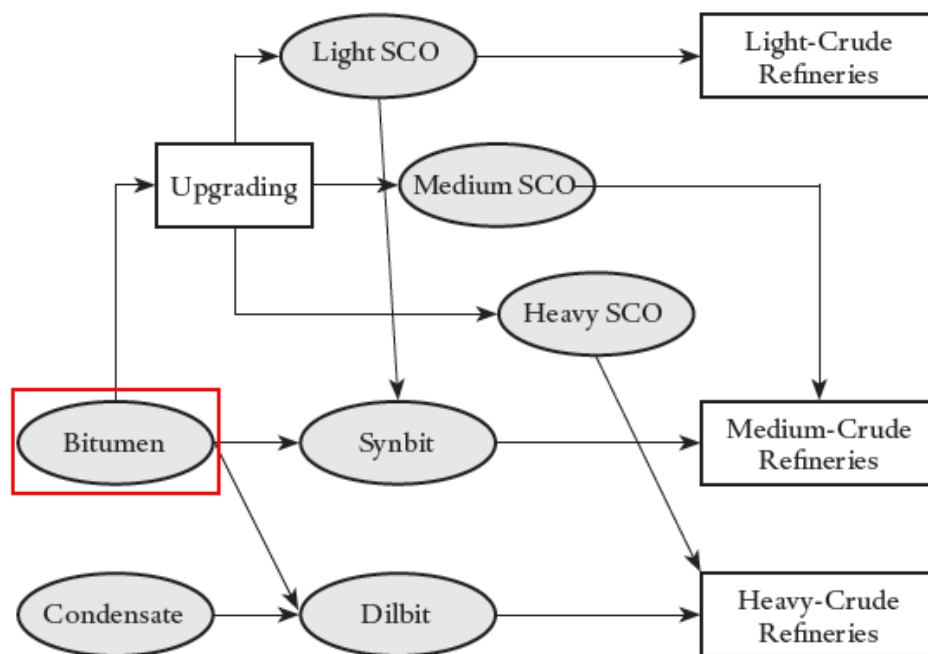 Light SCO
Light-Crude
Refineries
Upgrading
Medium SCO
Heavy SCO
Bitumen
Synbit
Medium-Crude
Refineries
Condensate
Dilbit
Heavy-Crude
Refineries